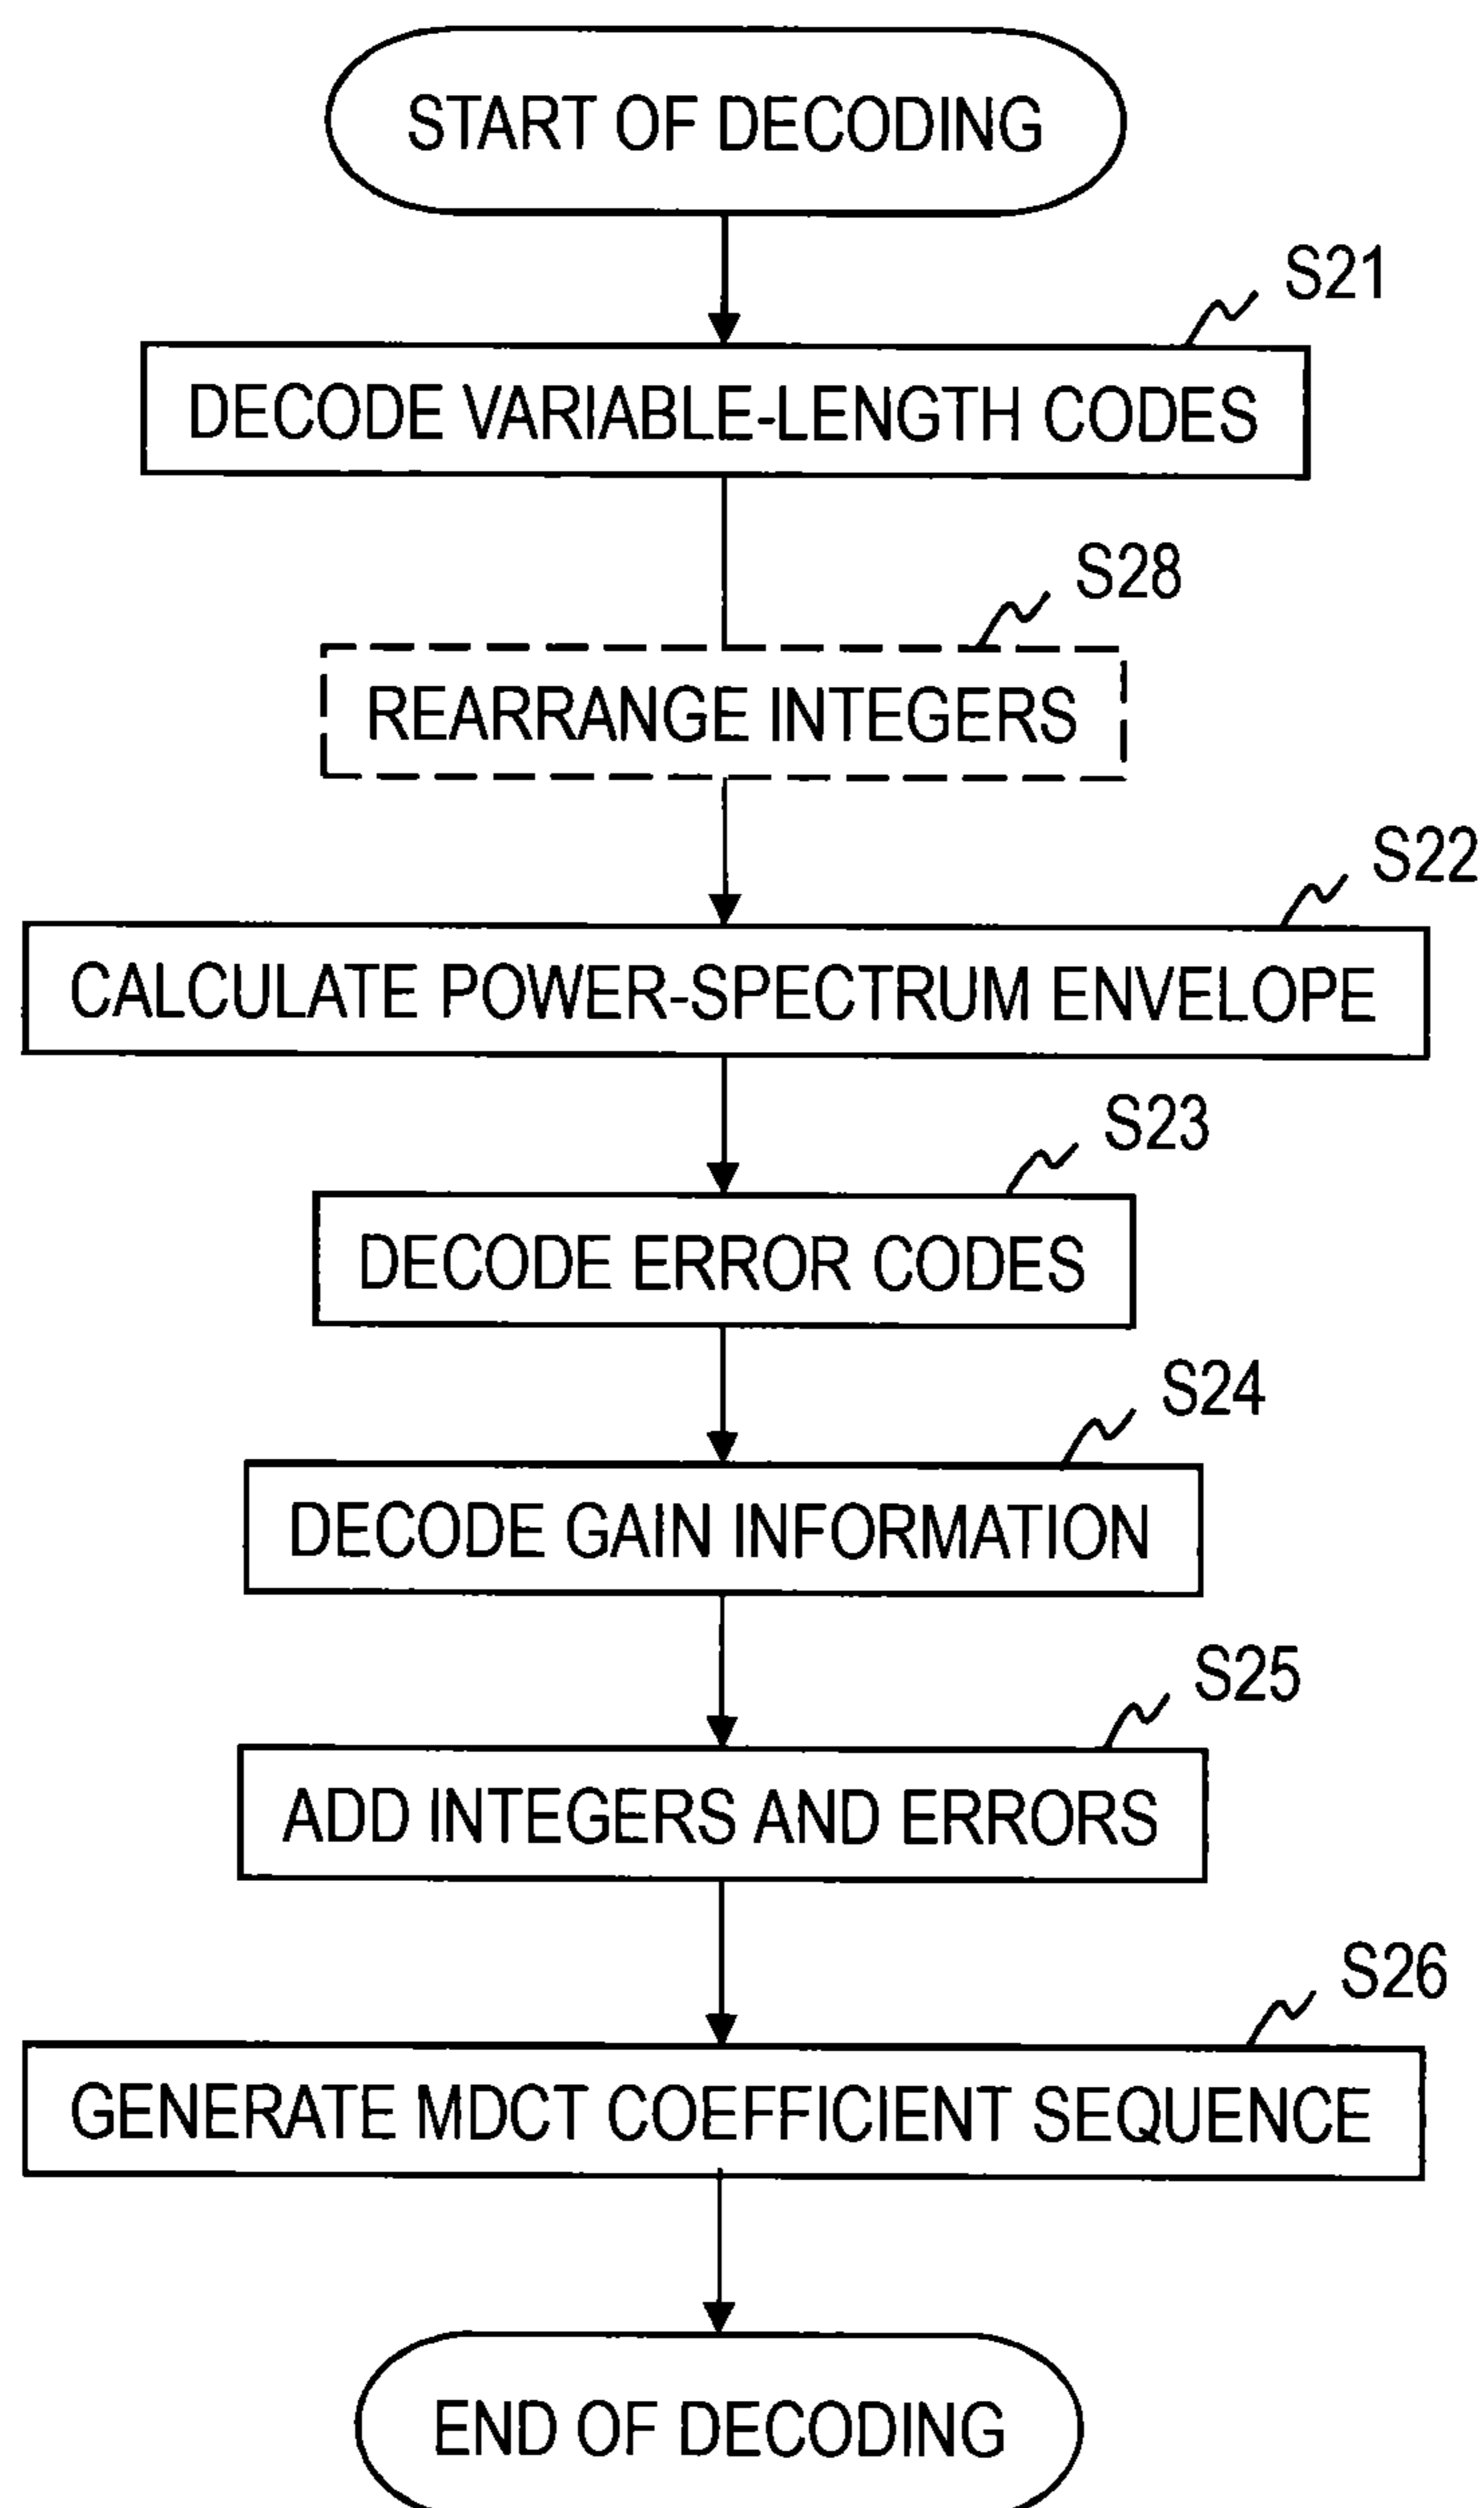 START OF DECODING
S21
DECODE VARIABLE-LENGTH CODES
S28
REARRANGE INTEGERS
S22
CALCULATE POWER-SPECTRUM ENVELOPE
S23
DECODE ERROR CODES
S24
DECODE GAIN INFORMATION
S25
ADD INTEGERS AND ERRORS
S26
GENERATE MDCT COEFFICIENT SEQUENCE
END OF DECODING